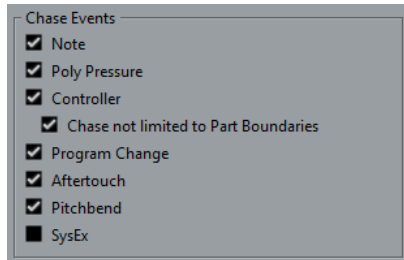 Chase Events
Note
Poly Pressure
Controller
Chase not limited to Part Boundaries
Program Change
Aftertouch
Pitchbend
SysEx